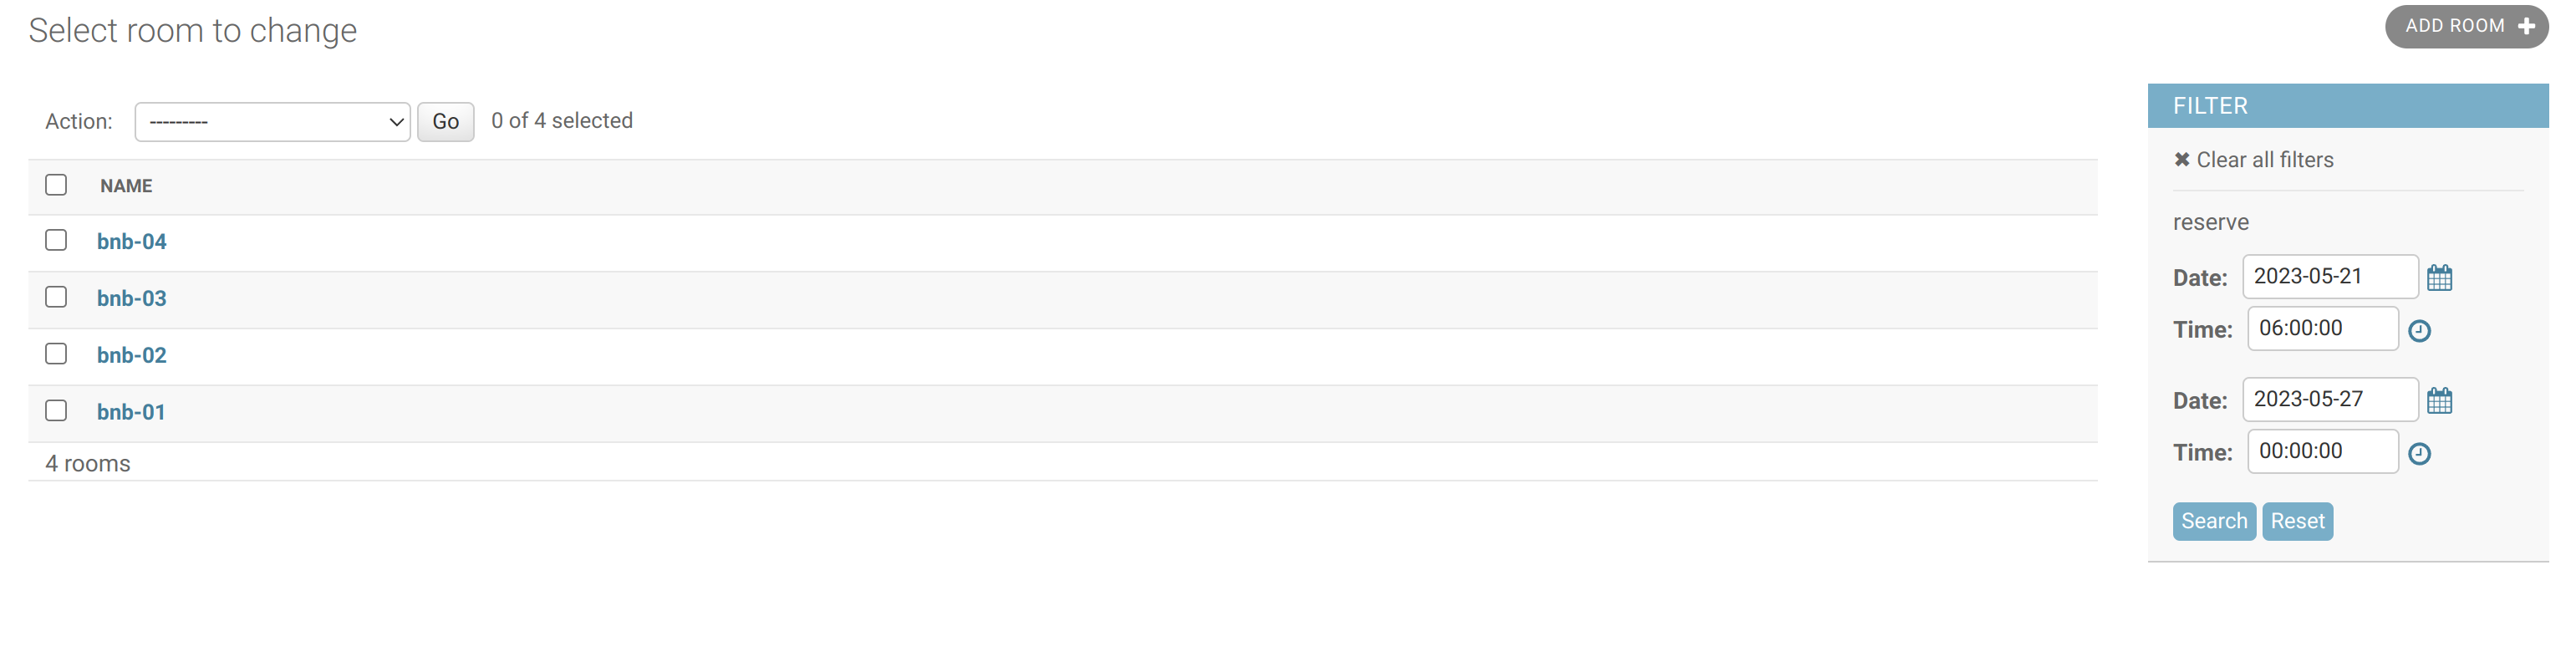 Select room to change
ADD ROOM
Action: --------- Go 0 of 4 selected
NAME
bnb-04
bnb-03
bnb-02
bnb-01
4 rooms
FILTER
Clear all filters
reserve
Date: 2023-05-21
Time: 06:00:00
Date: 2023-05-27
Time: 00:00:00
Search Reset